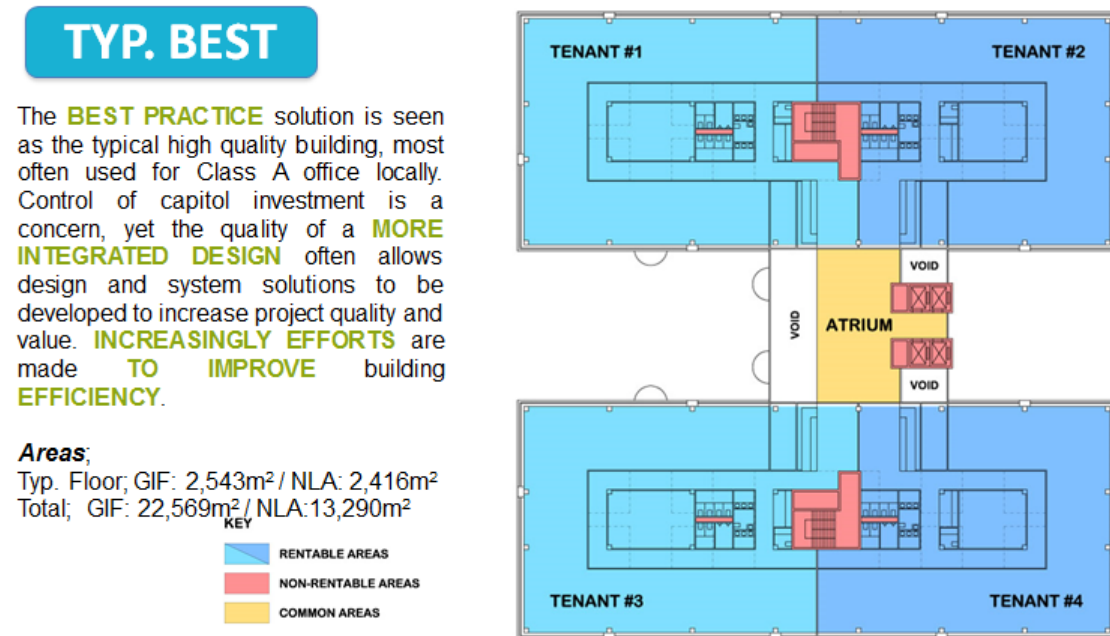 TYP. BEST
The BEST PRACTICE solution is seen
as the typical high quality building, most
often used for Class A office locally.
Control of capitol investment is a
concern, yet the quality of a MORE
INTEGRATED DESIGN often allows
design and system solutions to be
developed to increase project quality and
value. INCREASINGLY EFFORTS are
made TO IMPROVE building
EFFICIENCY.
Areas;
Typ. Floor; GIF: 2,543m² / NLA: 2,416m²
Total; GIF: 22,569m² / NLA:13,290m²
KEY
RENTABLE AREAS
NON-RENTABLE AREAS
COMMON AREAS
TENANT #1
TENANT #2
VOID
VOID
ATRIUM
VOID
TENANT #3
TENANT #4